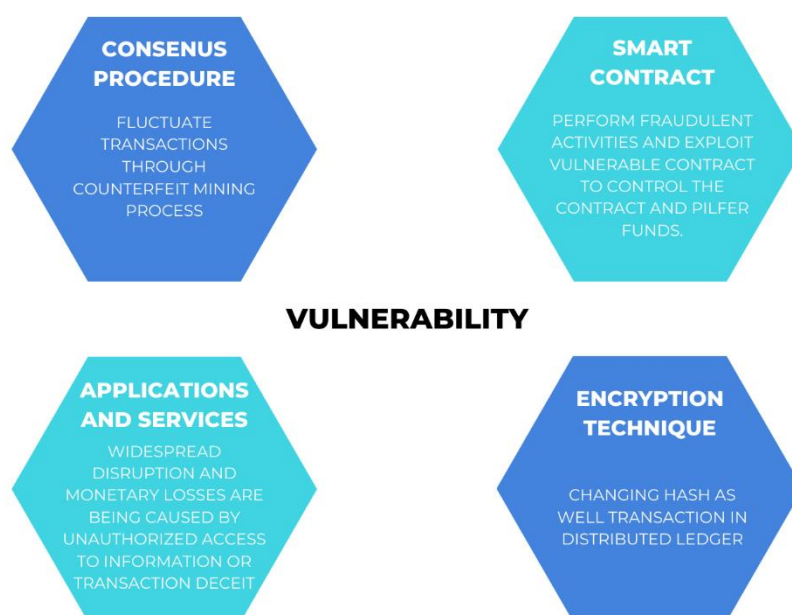 CONSENUS
PROCEDURE
FLUCTUATE
TRANSACTIONS
THROUGH
COUNTERFEIT MINING
PROCESS
SMART
CONTRACT
PERFORM FRAUDULENT
ACTIVITIES AND EXPLOIT
VULNERABLE CONTRACT
TO CONTROL THE
CONTRACT AND PILFER
FUNDS.
VULNERABILITY
APPLICATIONS
AND SERVICES
WIDESPREAD
DISRUPTION AND
MONETARY LOSSES ARE
BEING CAUSED BY
UNAUTHORIZED ACCESS
TO INFORMATION OR
TRANSACTION DECEIT
ENCRYPTION
TECHNIQUE
CHANGING HASH AS
WELL TRANSACTION IN
DISTRIBUTED LEDGER